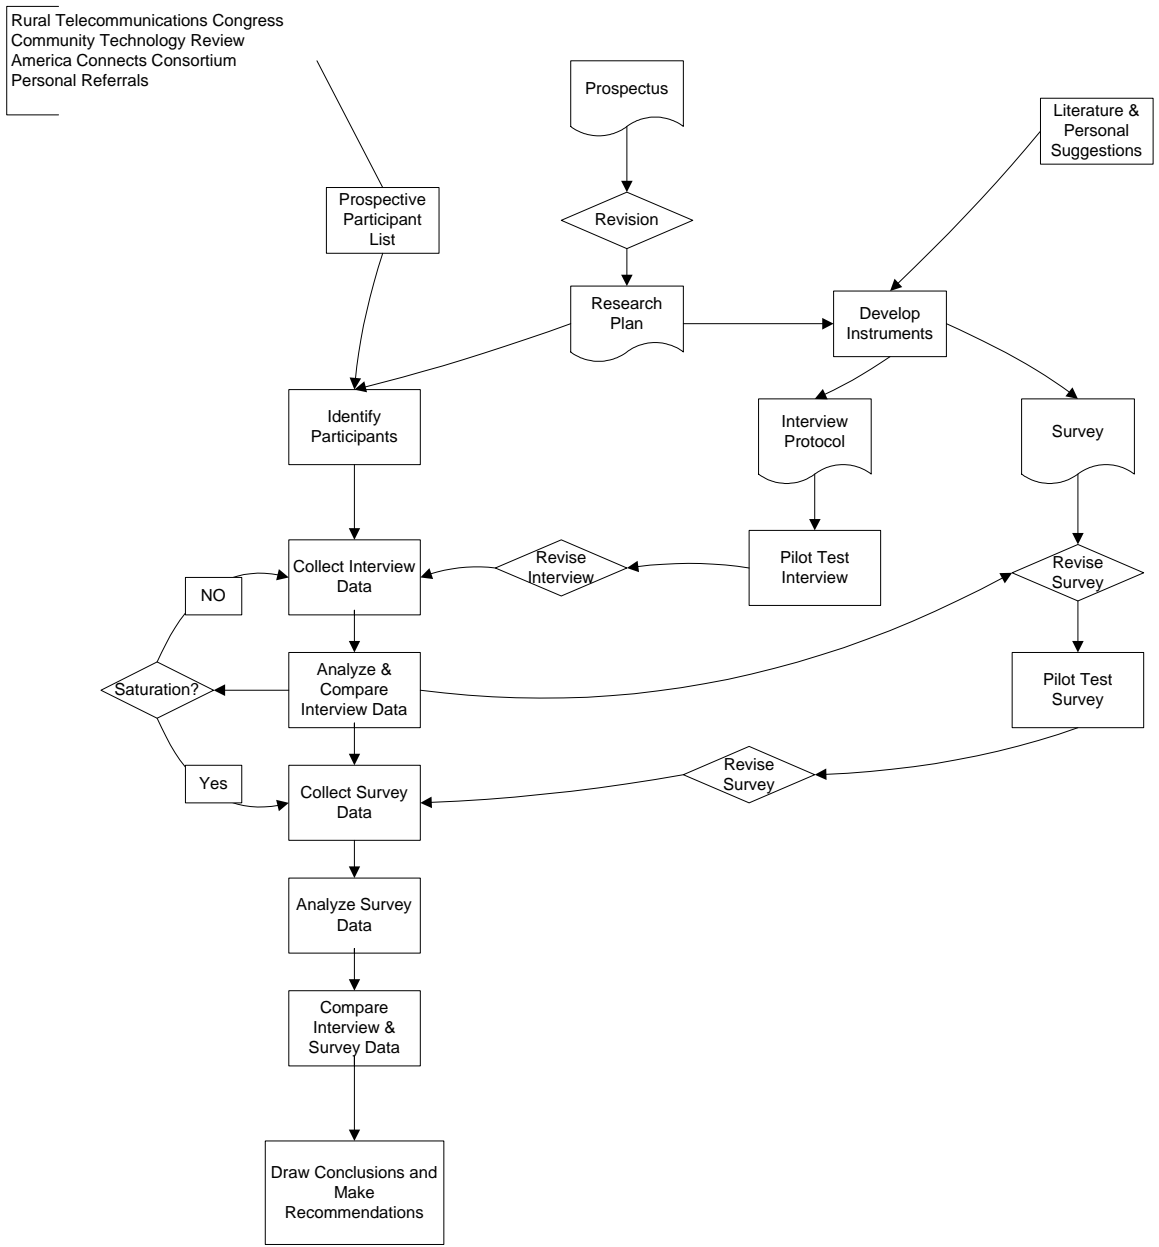 Rural Telecommunications Congress
Community Technology Review
America Connects Consortium
Personal Referrals
Prospectus
Literature &
Personal
Suggestions
Prospective
Participant
List
Revision
Research
Plan
Develop
Instruments
Identify
Participants
Interview
Protocol
Survey
Collect Interview
Data
Revise
Interview
Pilot Test
Interview
Revise
Survey
NO
Saturation?
Analyze &
Compare
Interview Data
Pilot Test
Survey
Yes
Collect Survey
Data
Revise
Survey
Analyze Survey
Data
Compare
Interview &
Survey Data
Draw Conclusions and
Make
Recommendations